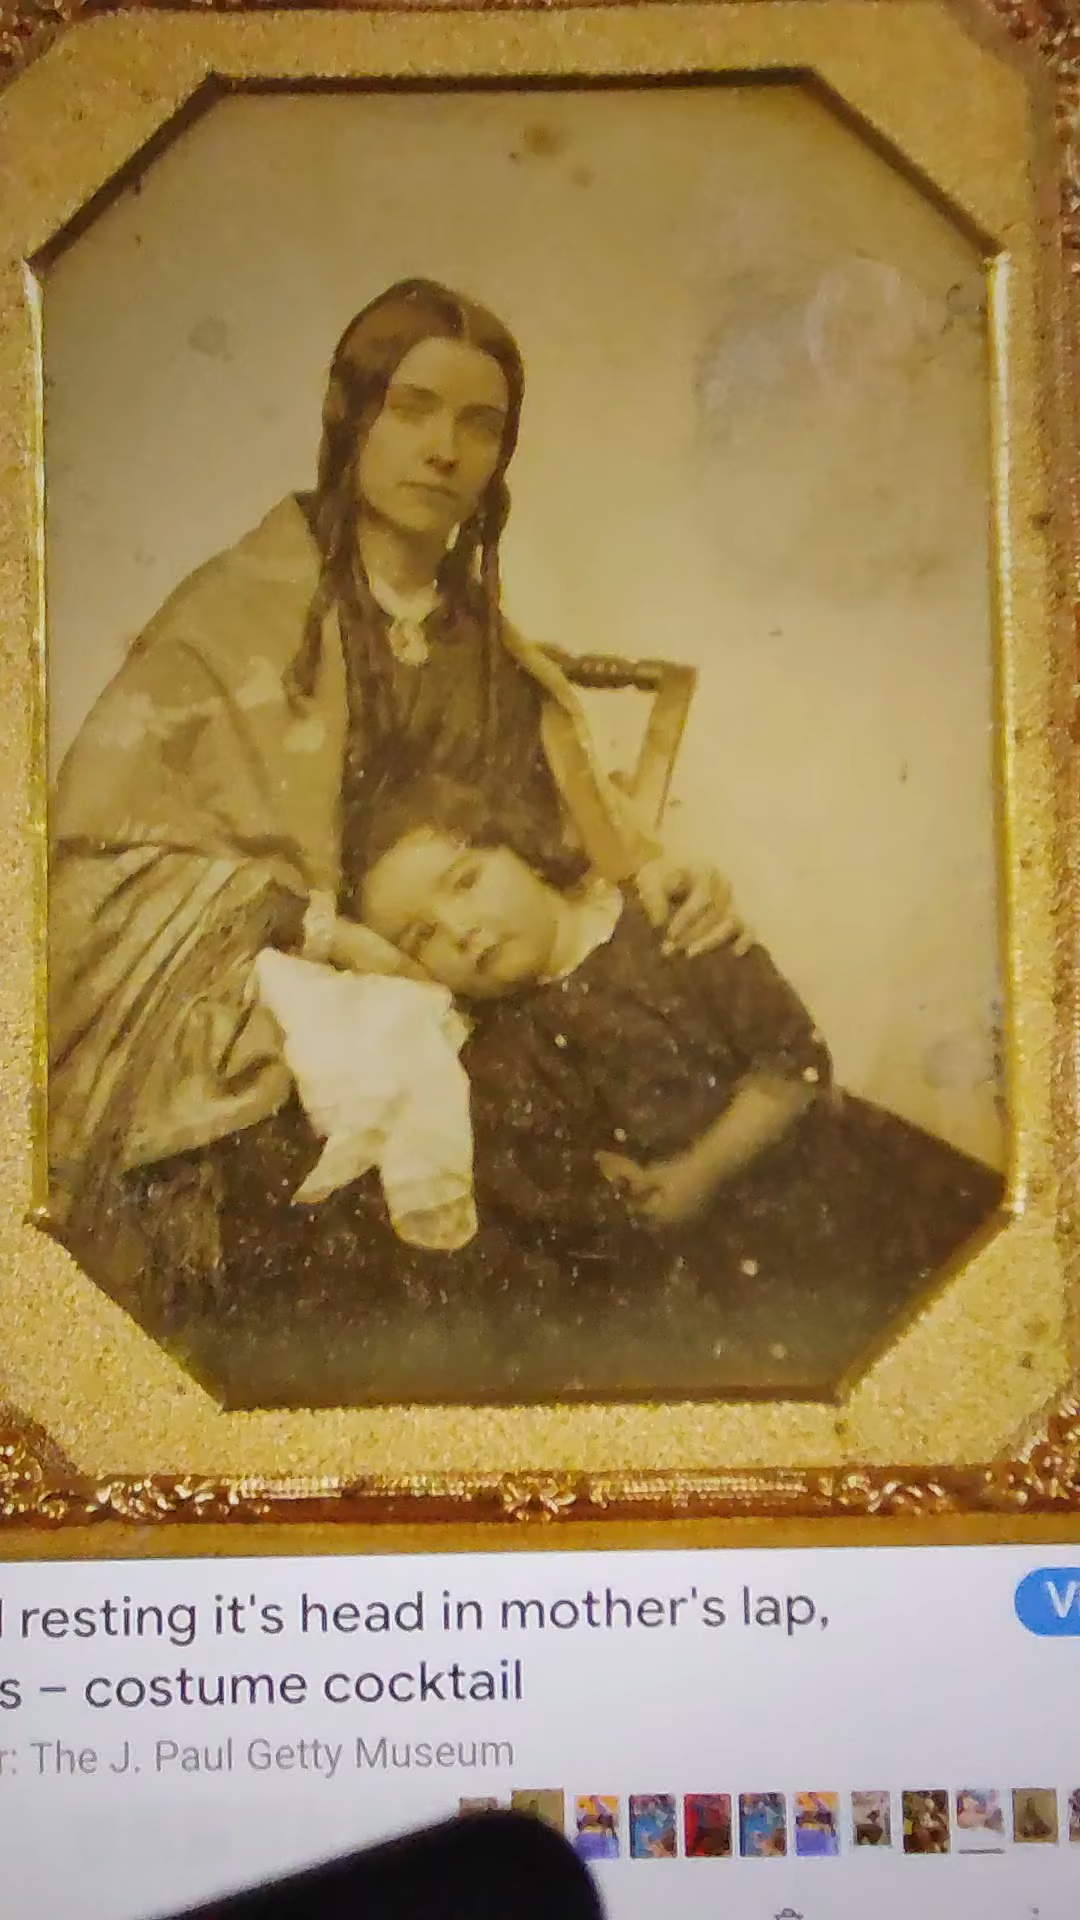 resting it's head in mother's lap,
s – costume cocktail
r: The J. Paul Getty Museum
V